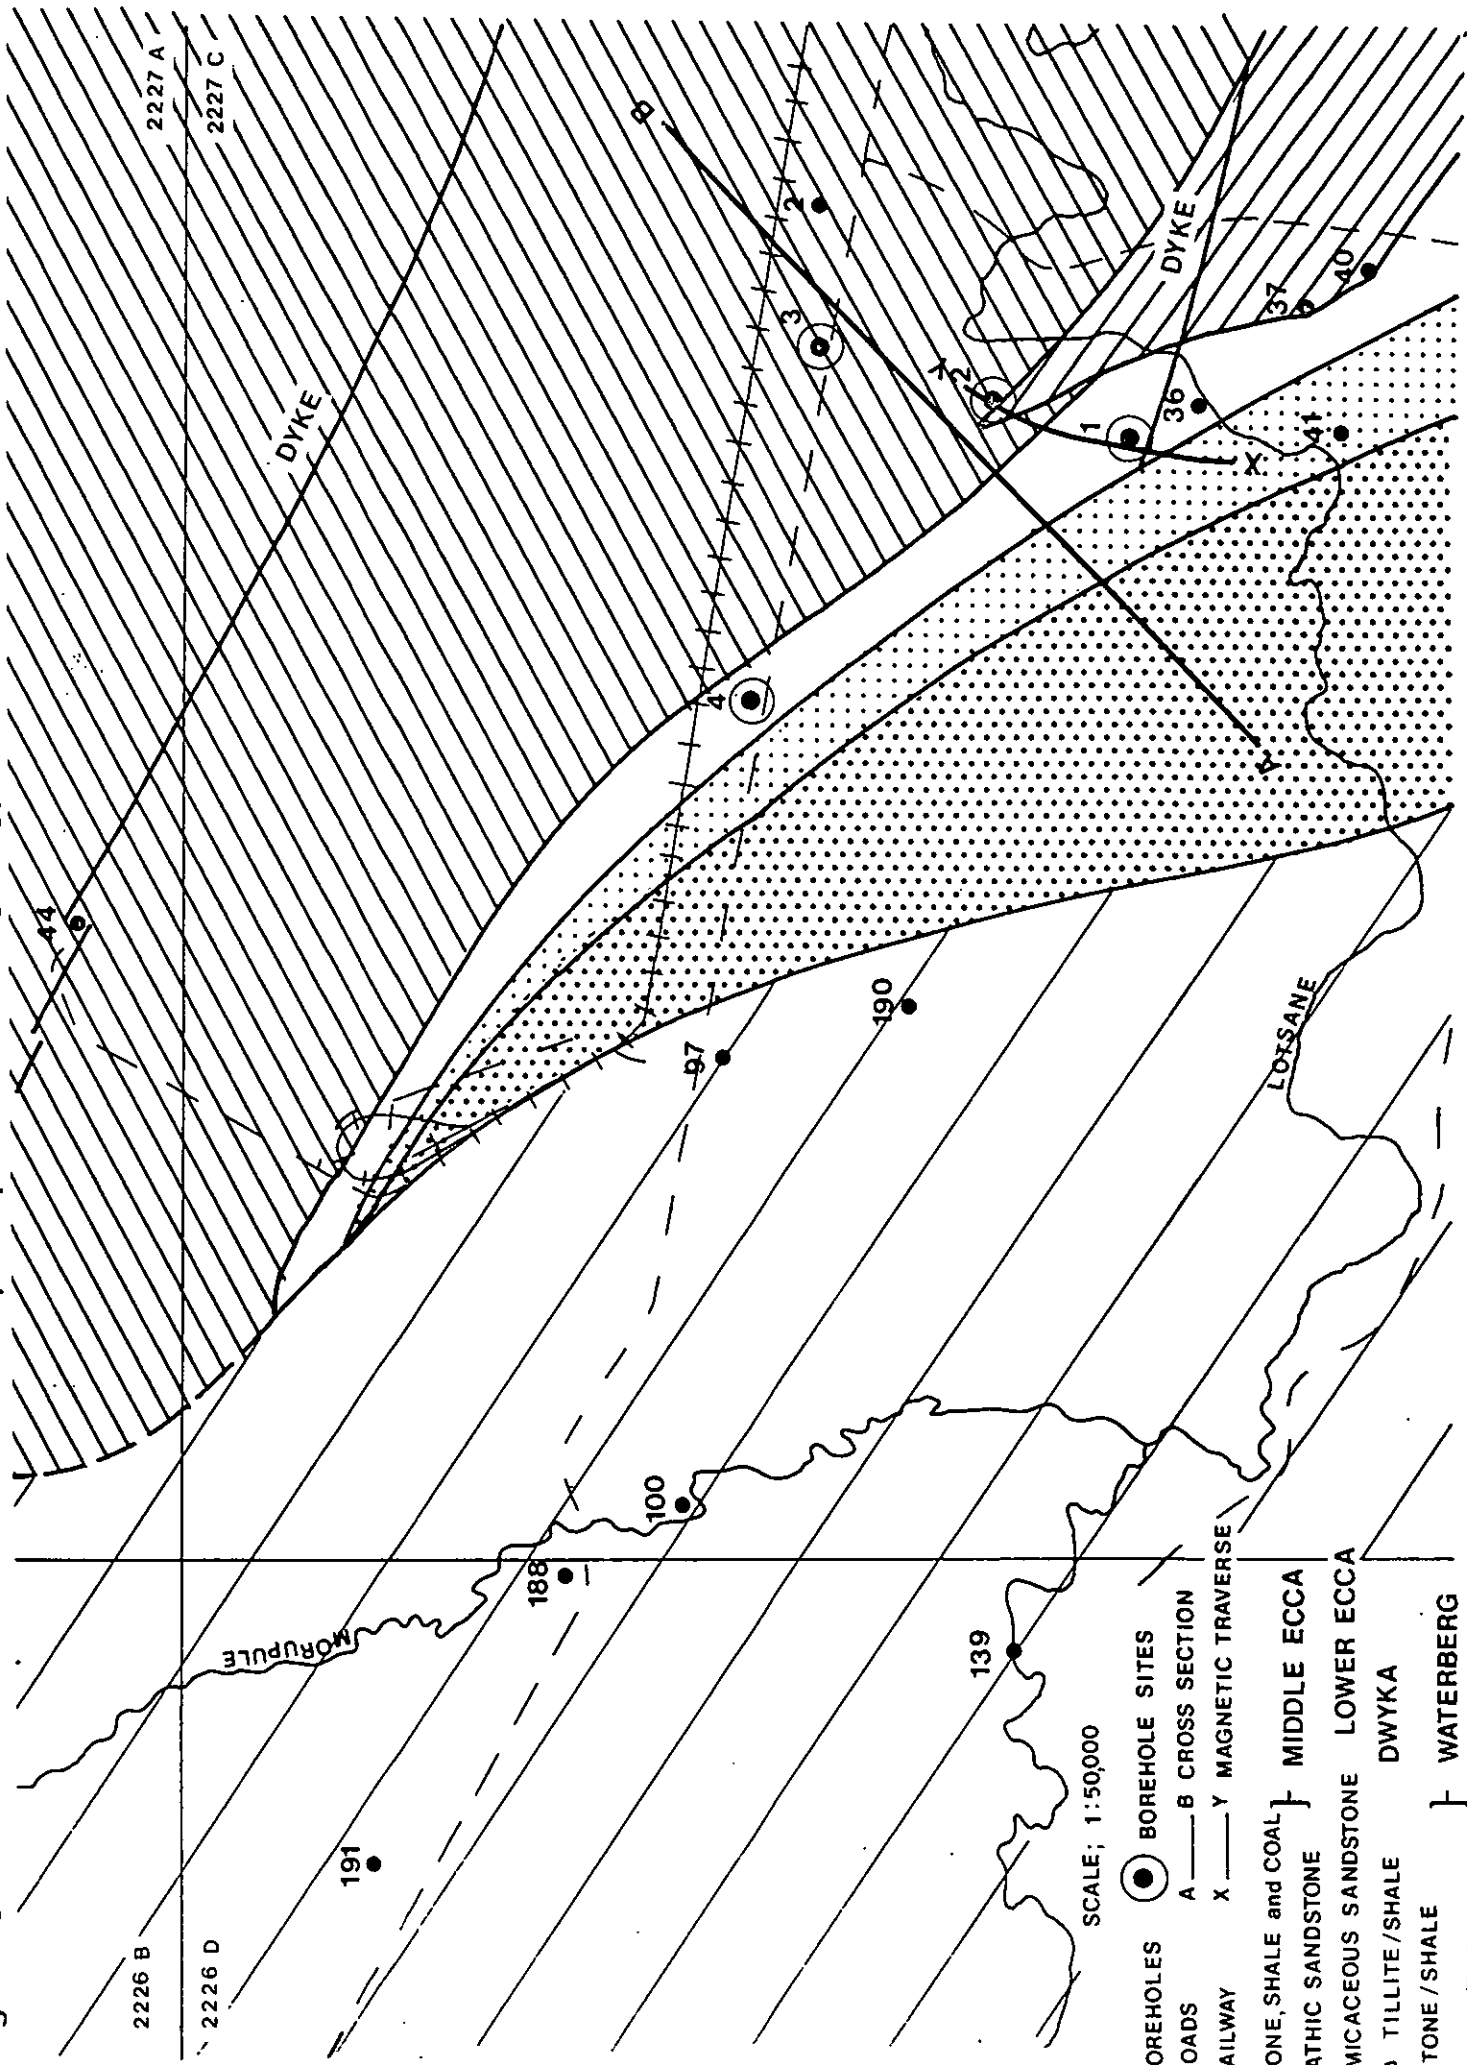 2226 B
2226 D
2227 A
2227 C
MORUPULE
LOTSANE
DYKE
DYKE
191
188
100
139
97
190
44
4
3
2
2
1
36
37
40
41
A
B
X
Y
SCALE; 1:50,000
OREHOLES BOREHOLE SITES
OADS A B CROSS SECTION
AILWAY X Y MAGNETIC TRAVERSE
ONE, SHALE and COAL } MIDDLE ECCA
ATHIC SANDSTONE
MICACEOUS SANDSTONE LOWER ECCA
TILLITE/SHALE DWYKA
TONE/SHALE } WATERBERG